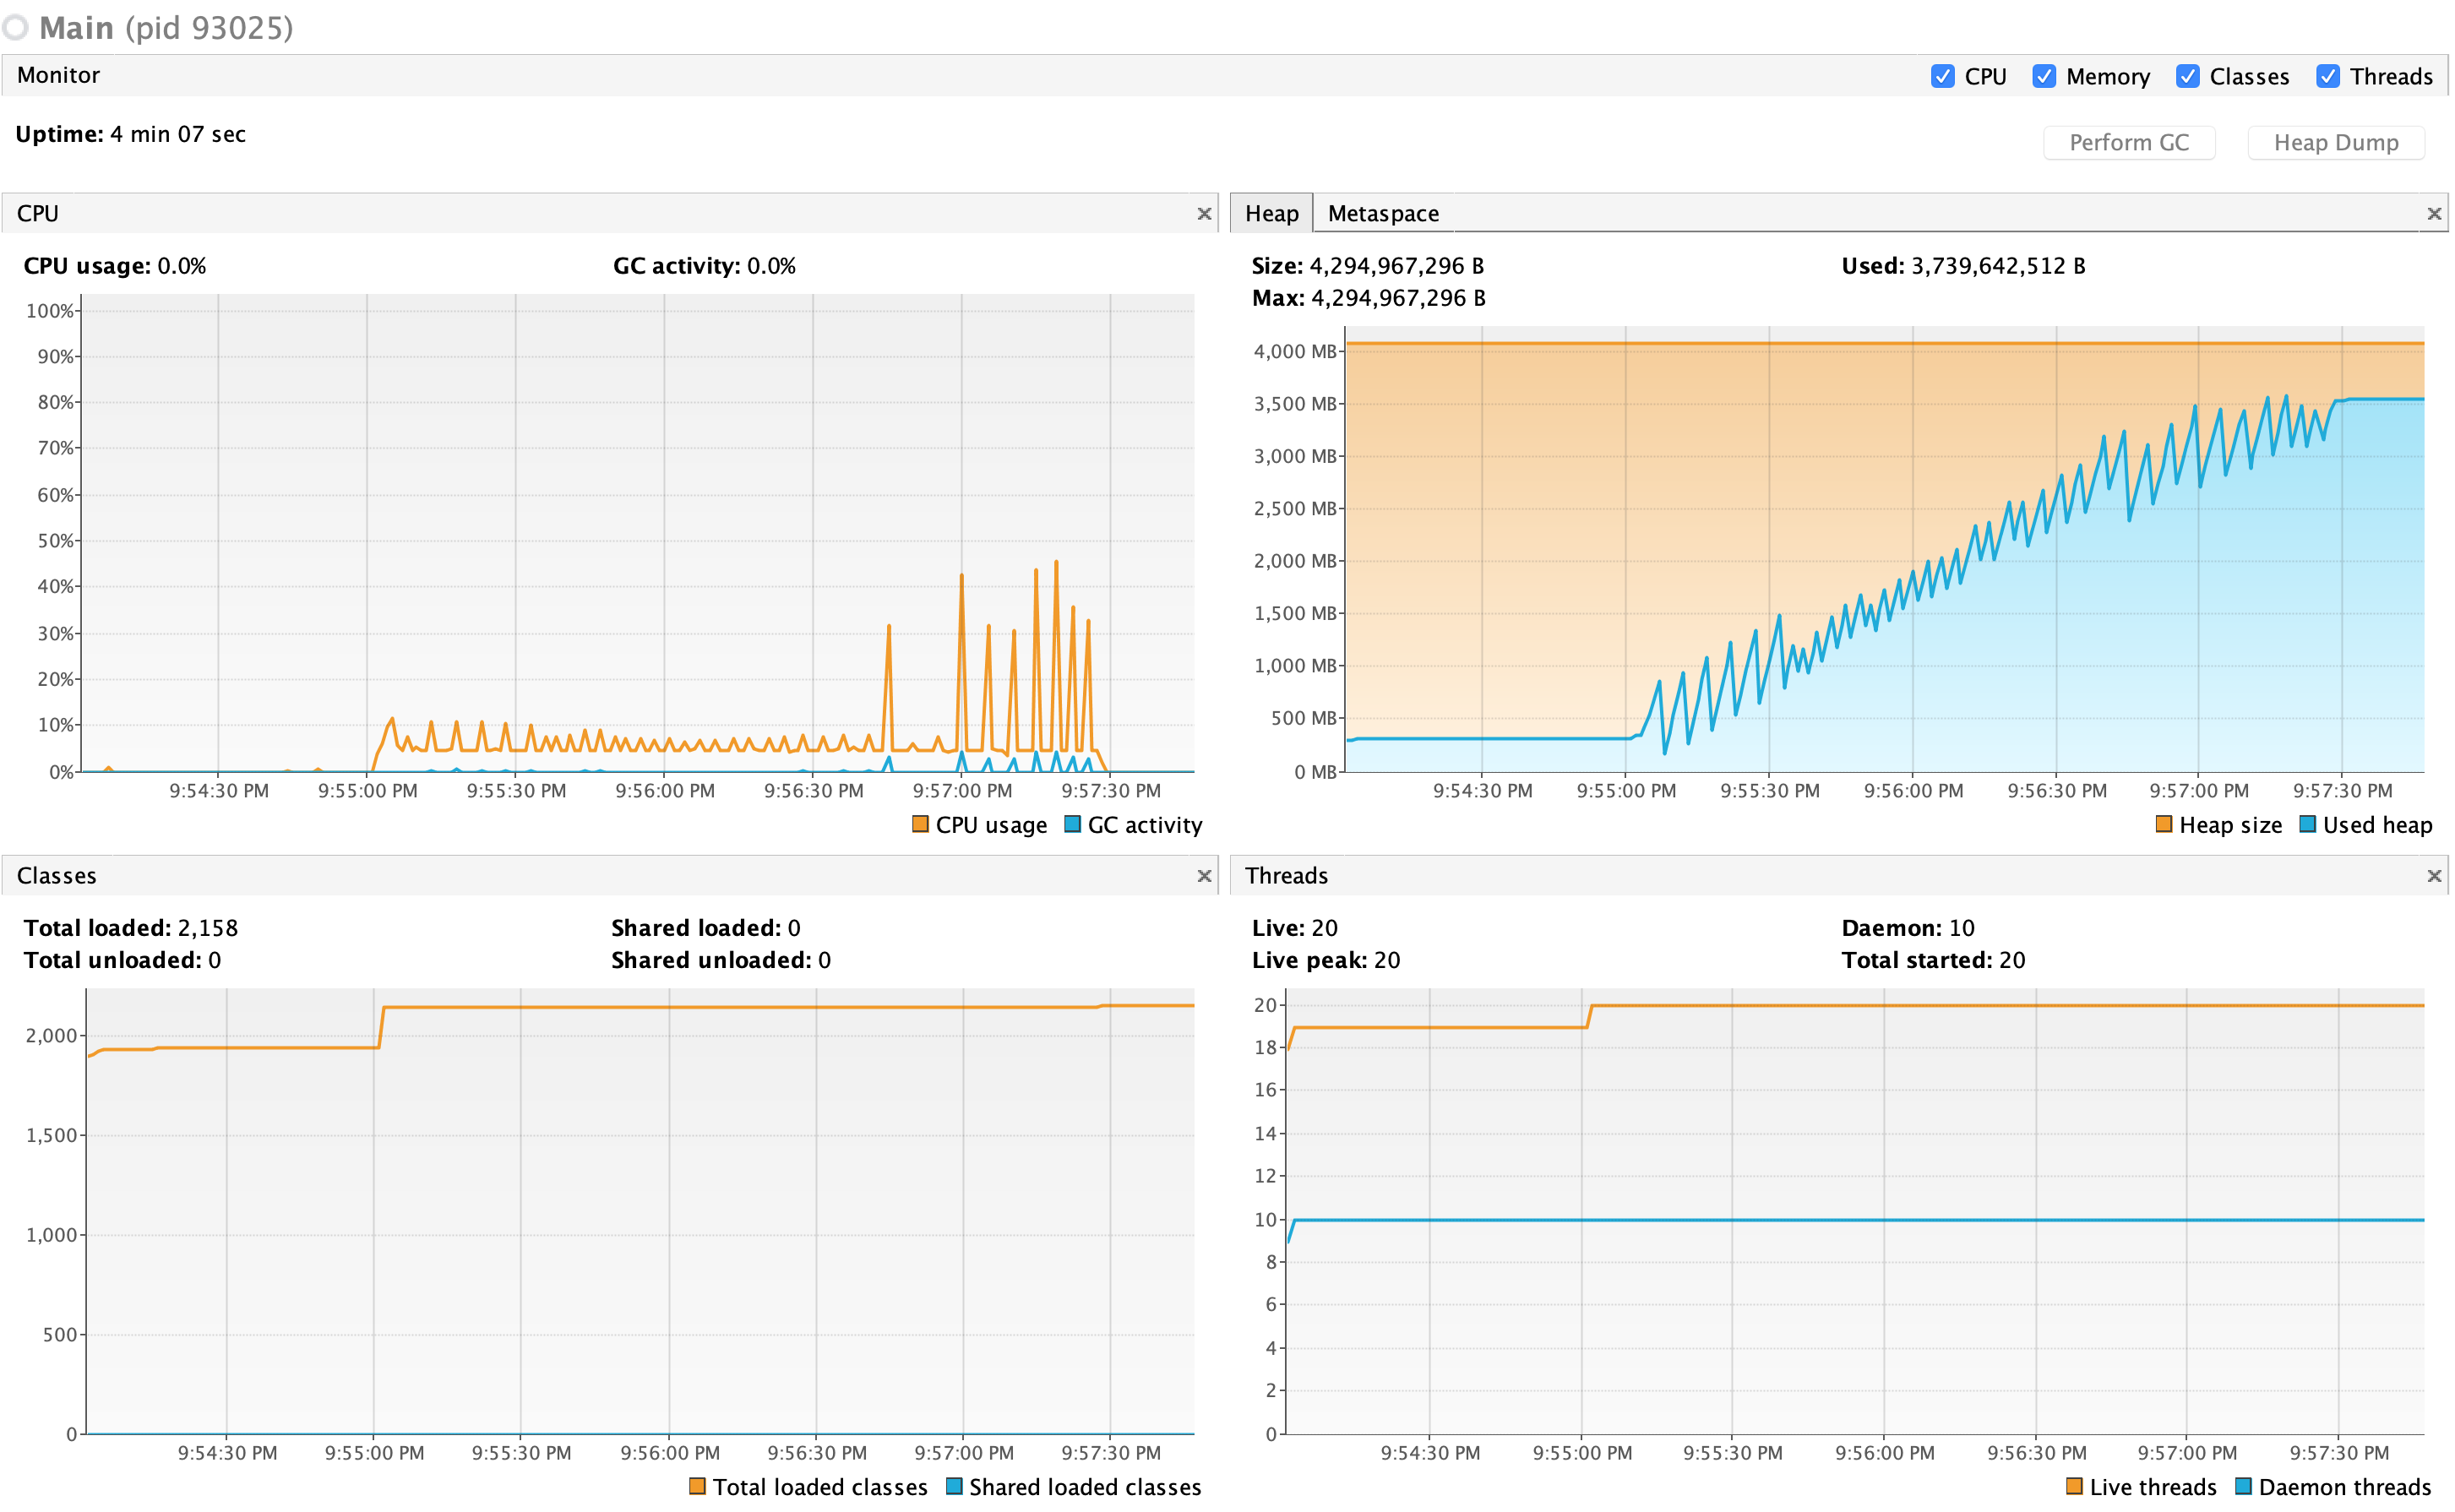 Main (pid 93025)
Monitor
CPU Memory Classes Threads
Uptime: 4 min 07 sec
Perform GC Heap Dump
CPU
CPU usage: 0.0% GC activity: 0.0%
100%
90%
80%
70%
60%
50%
40%
30%
20%
10%
0%
9:54:30 PM 9:55:00 PM 9:55:30 PM 9:56:00 PM 9:56:30 PM 9:57:00 PM 9:57:30 PM
CPU usage GC activity
Heap Metaspace
Size: 4,294,967,296 B Used: 3,739,642,512 B
Max: 4,294,967,296 B
4,000 MB
3,500 MB
3,000 MB
2,500 MB
2,000 MB
1,500 MB
1,000 MB
500 MB
0 MB
9:54:30 PM 9:55:00 PM 9:55:30 PM 9:56:00 PM 9:56:30 PM 9:57:00 PM 9:57:30 PM
Heap size Used heap
Classes
Total loaded: 2,158 Shared loaded: 0
Total unloaded: 0 Shared unloaded: 0
2,000
1,500
1,000
500
0
9:54:30 PM 9:55:00 PM 9:55:30 PM 9:56:00 PM 9:56:30 PM 9:57:00 PM 9:57:30 PM
Total loaded classes Shared loaded classes
Threads
Live: 20 Daemon: 10
Live peak: 20 Total started: 20
20
18
16
14
12
10
8
6
4
2
0
9:54:30 PM 9:55:00 PM 9:55:30 PM 9:56:00 PM 9:56:30 PM 9:57:00 PM 9:57:30 PM
Live threads Daemon threads